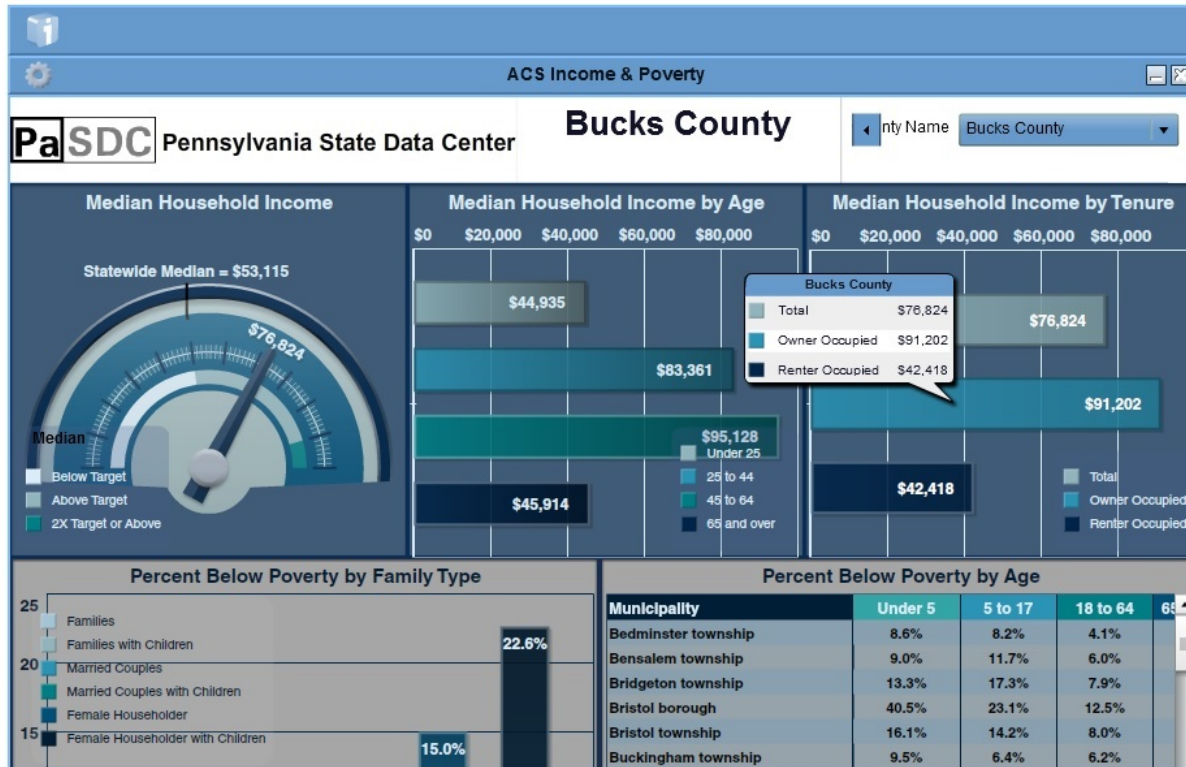 ACS Income & Poverty
PaSDC Pennsylvania State Data Center
Bucks County
nty Name
Bucks County
Median Household Income
Statewide Median = $53,115
$76,824
Median
Below Target
Above Target
2X Target or Above
Median Household Income by Age
$0 $20,000 $40,000 $60,000 $80,000
$44,935
$83,361
$95,128
$45,914
Under 25
25 to 44
45 to 64
65 and over
Median Household Income by Tenure
$0 $20,000 $40,000 $60,000 $80,000
Bucks County
Total $76,824
Owner Occupied $91,202
Renter Occupied $42,418
$76,824
$91,202
$42,418
Total
Owner Occupied
Renter Occupied
Percent Below Poverty by Family Type
25
20
15
Families
Families with Children
Married Couples
Married Couples with Children
Female Householder
Female Householder with Children
15.0%
22.6%
Percent Below Poverty by Age
Municipality Under 5 5 to 17 18 to 64 65
Bedminster township 8.6% 8.2% 4.1%
Bensalem township 9.0% 11.7% 6.0%
Bridgeton township 13.3% 17.3% 7.9%
Bristol borough 40.5% 23.1% 12.5%
Bristol township 16.1% 14.2% 8.0%
Buckingham township 9.5% 6.4% 6.2%